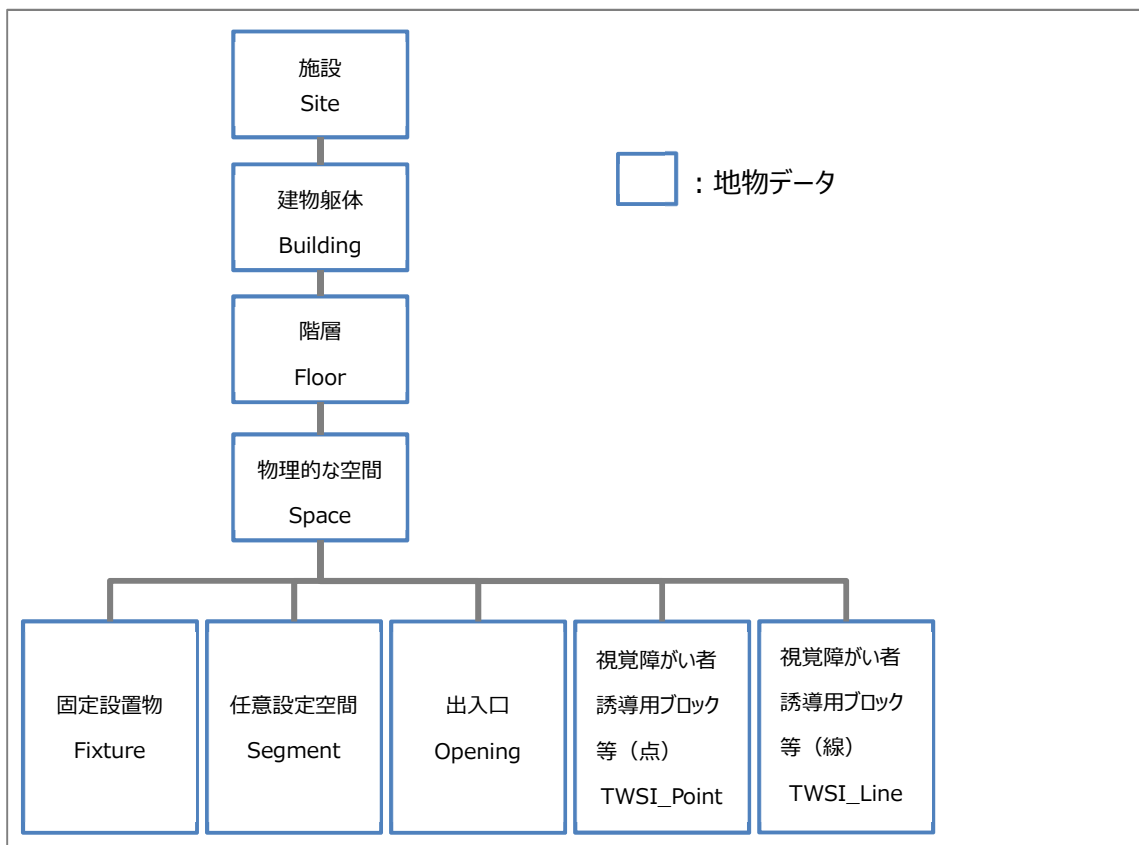 施設
Site
建物躯体
Building
：地物データ
階層
Floor
物理的な空間
Space
固定設置物
Fixture
任意設定空間
Segment
出入口
Opening
視覚障がい者
誘導用ブロック
等（点）
TWSI_Point
視覚障がい者
誘導用ブロック
等（線）
TWSI_Line